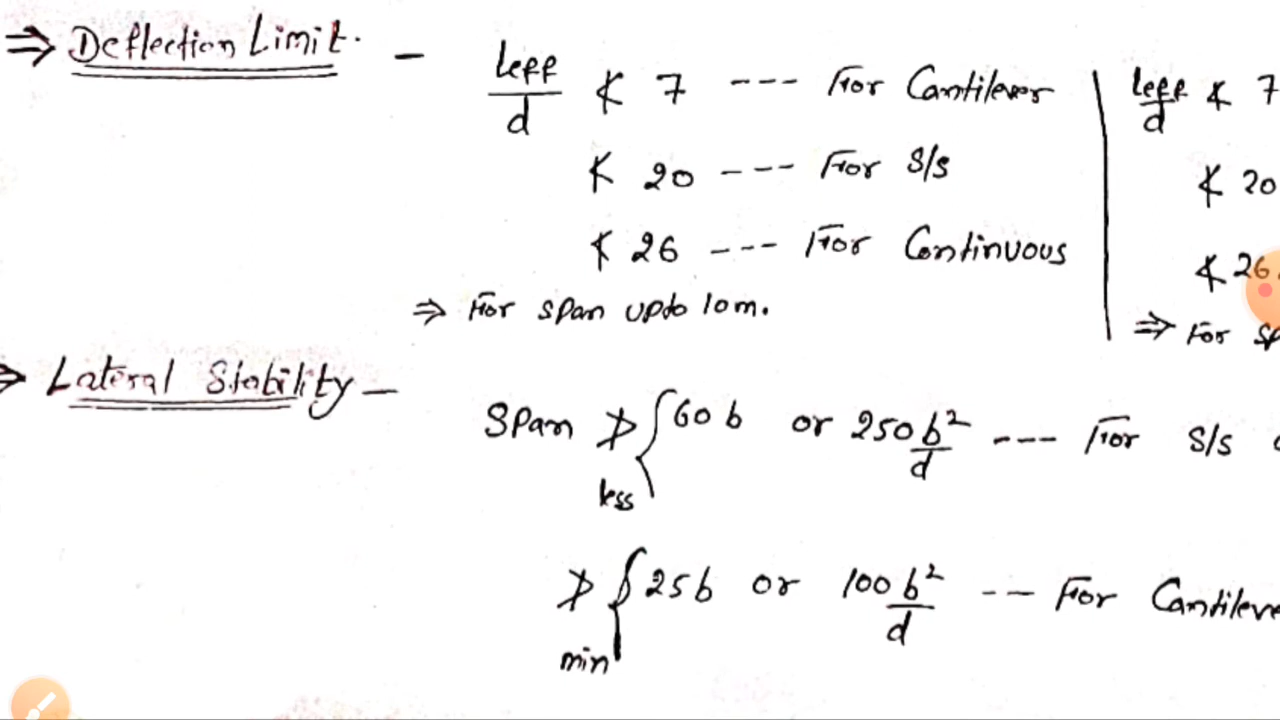 ⇒ Deflection Limit. - leff/d ≮ 7 --- For Cantilever
≮ 20 --- For S/s
≮ 26 --- For Continuous
⇒ For span upto 10m.
leff/d ≮ 7
≮ 20
≮ 26
⇒ For
⇒ Lateral Stability - Span ≯ { 60 b or 250 b²/d --- For S/s
less
≯ { 25 b or 100 b²/d --- For Cantileve
min